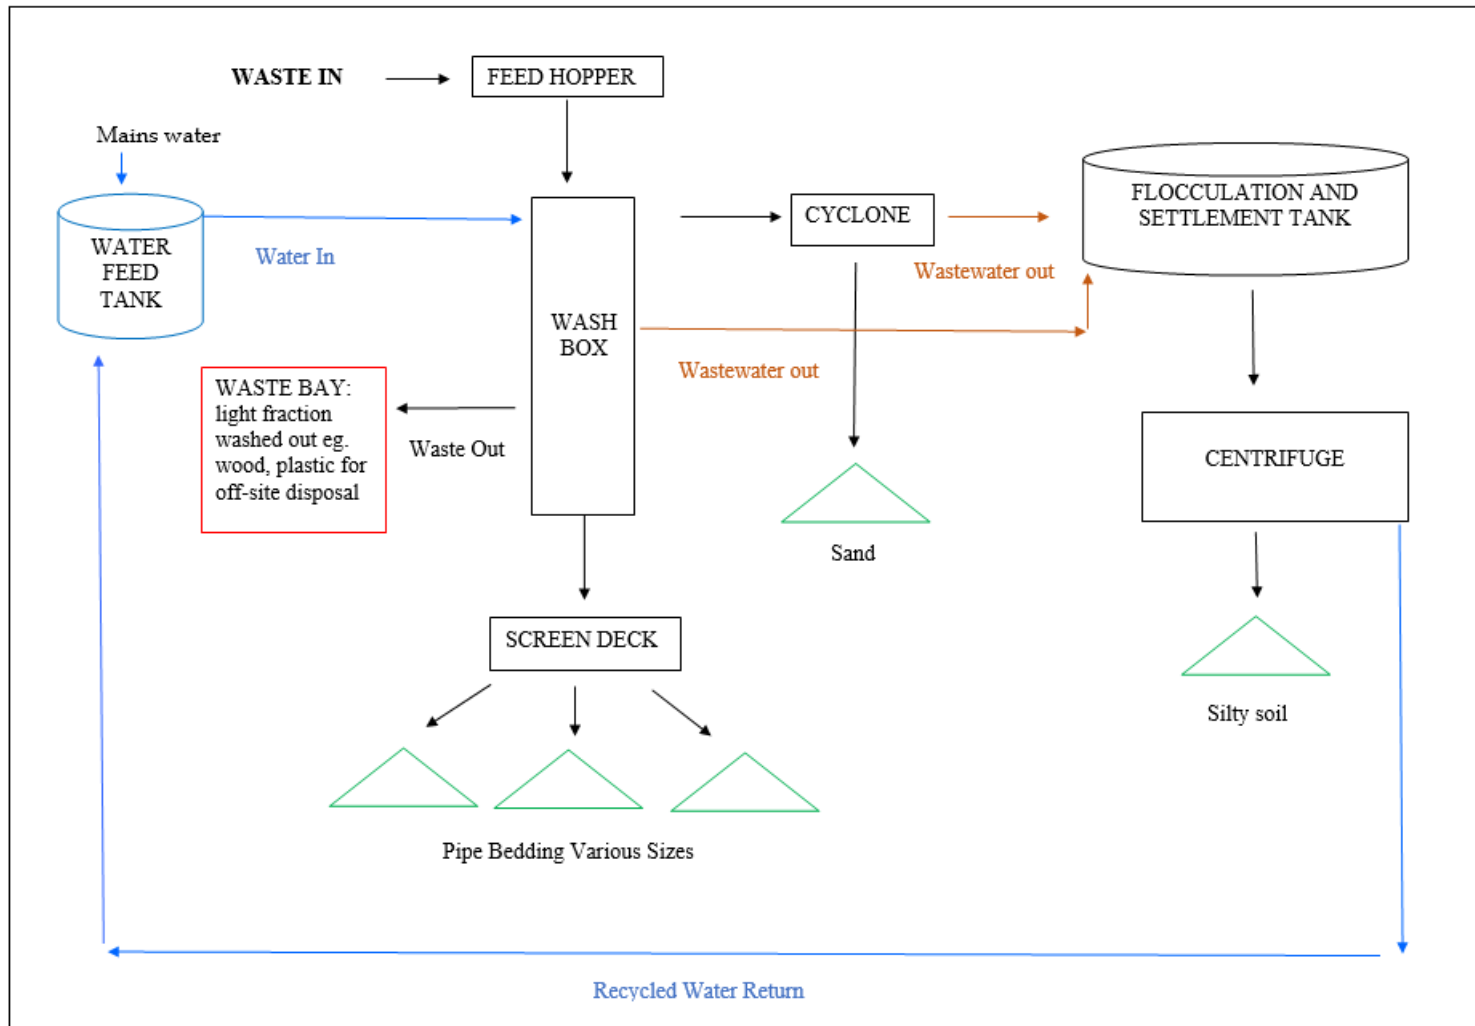 WASTE IN
FEED HOPPER
Mains water
WATER
FEED
TANK
Water In
WASH
BOX
CYCLONE
Wastewater out
FLOCCULATION AND
SETTLEMENT TANK
Wastewater out
WASTE BAY:
light fraction
washed out eg.
wood, plastic for
off-site disposal
Waste Out
CENTRIFUGE
Sand
SCREEN DECK
Silty soil
Pipe Bedding Various Sizes
Recycled Water Return